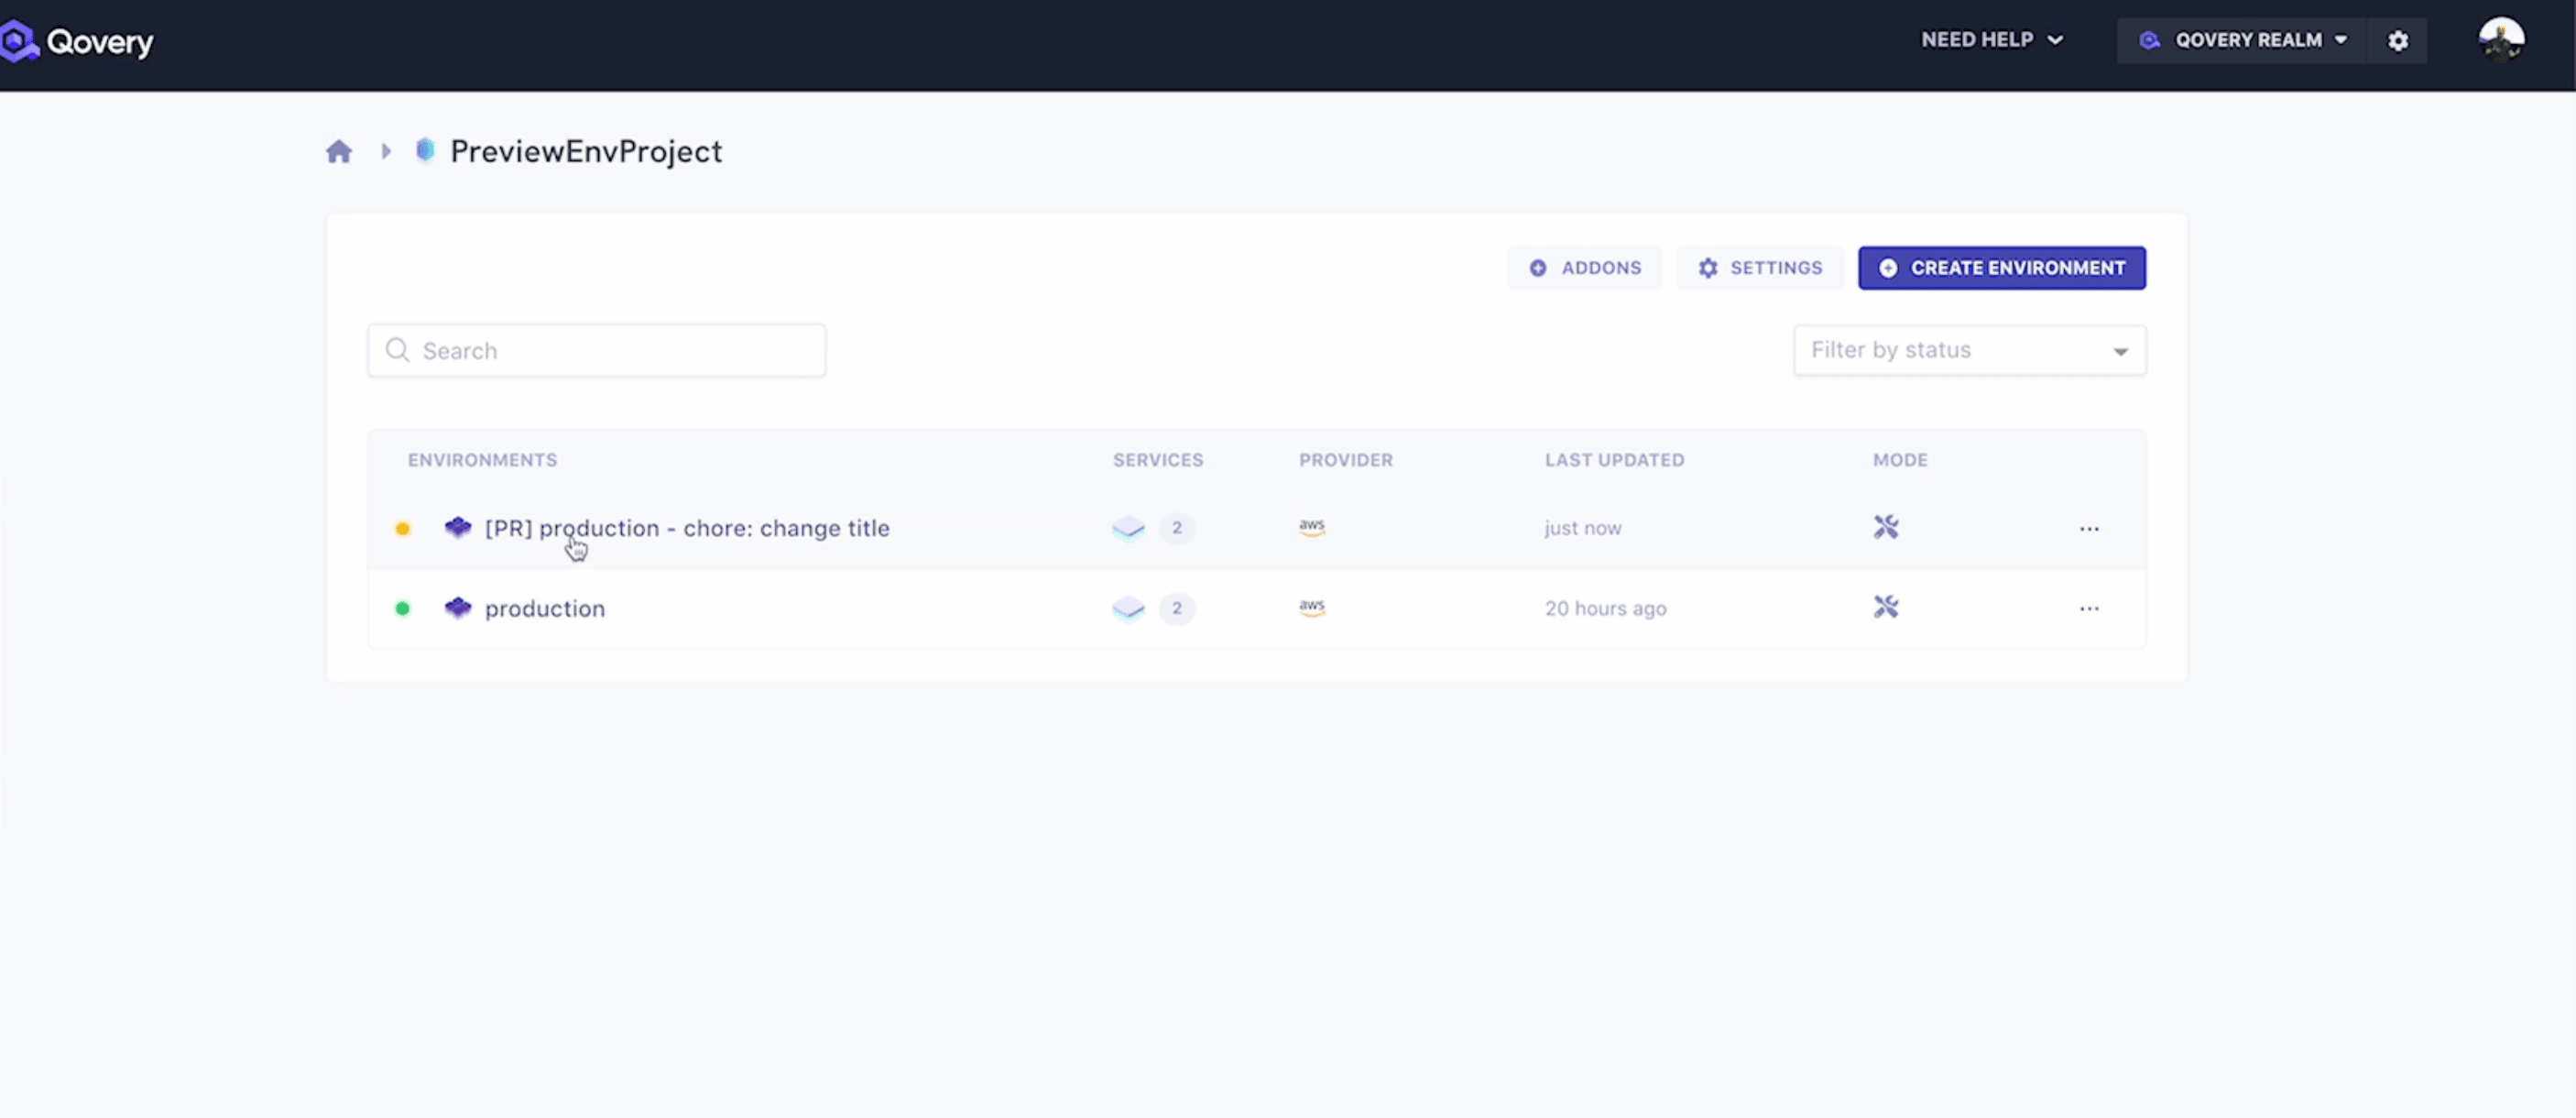 Qovery
NEED HELP
QOVERY REALM
PreviewEnvProject
ADDONS
SETTINGS
CREATE ENVIRONMENT
Search
Filter by status
ENVIRONMENTS SERVICES PROVIDER LAST UPDATED MODE
[PR] production - chore: change title 2 aws just now ...
production 2 aws 20 hours ago ...